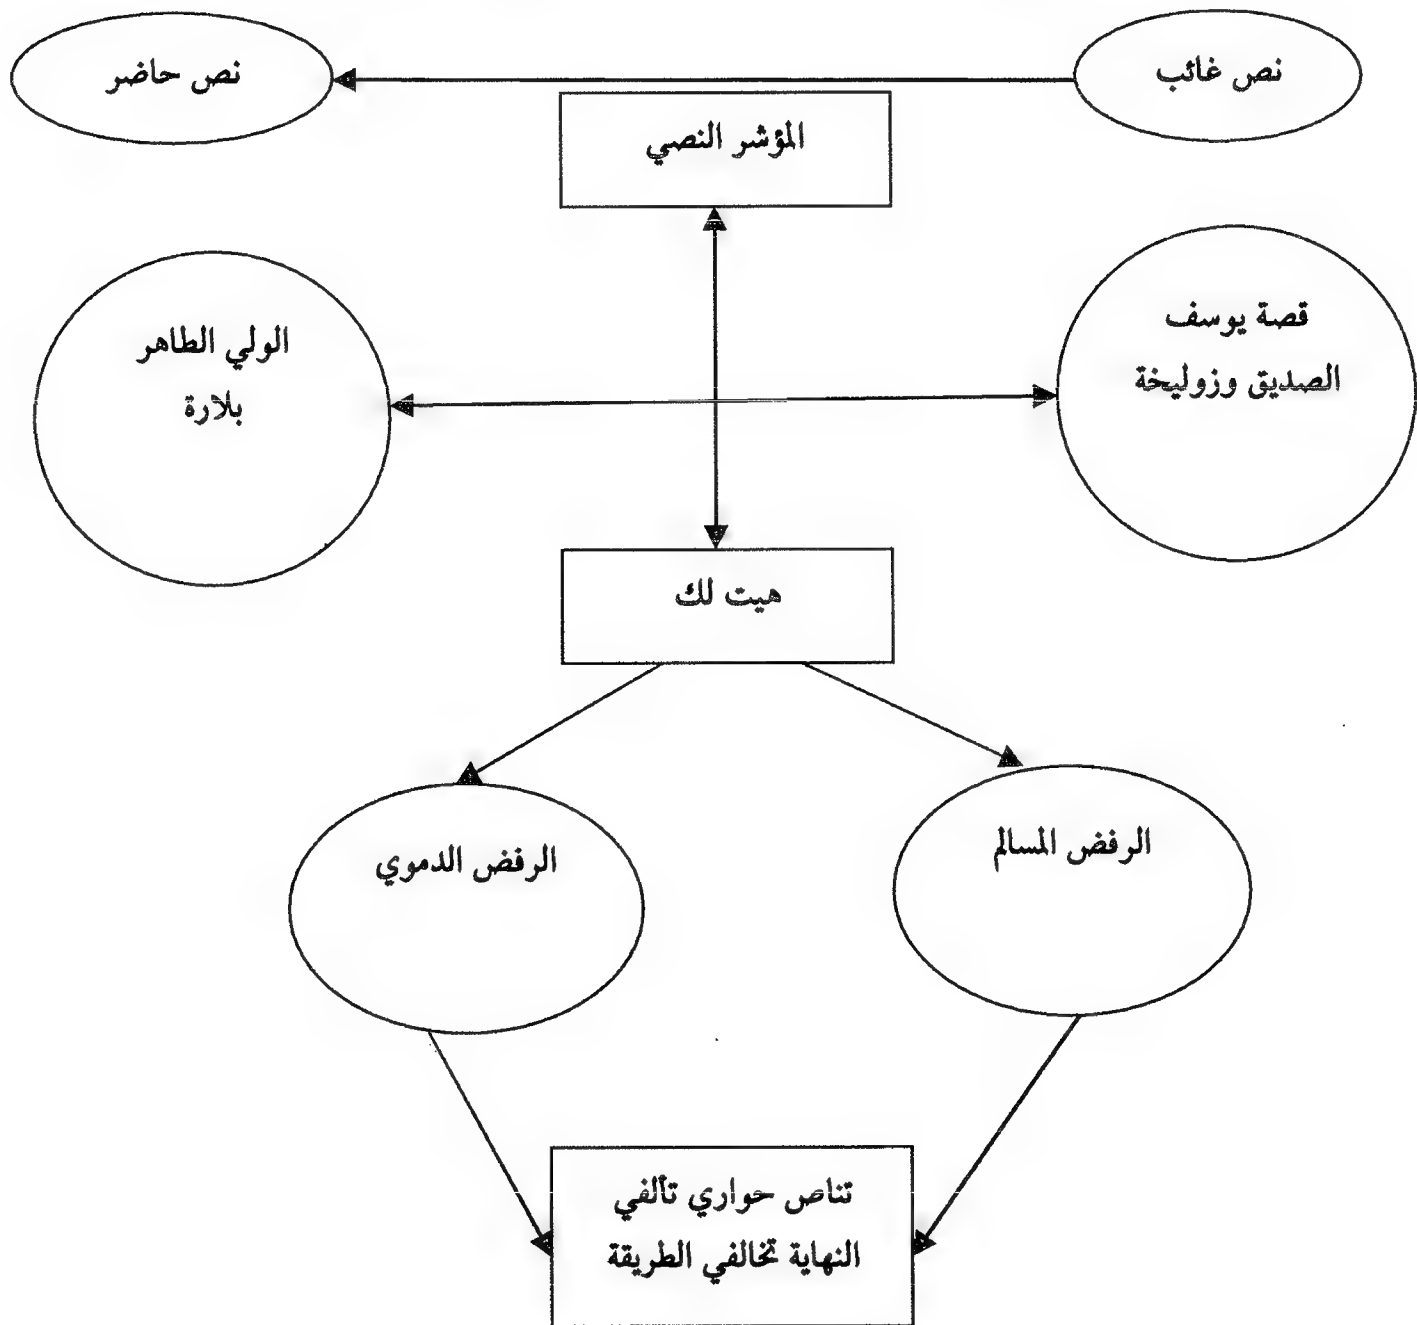 نص غائب
نص حاضر
المؤشر النصي
قصة يوسف
الصديق وزوليخة
الولي الطاهر
بلارة
هيت لك
الرفض المسالم
الرفض الدموي
تناص حواري تآلفي
النهاية تخالفي الطريقة